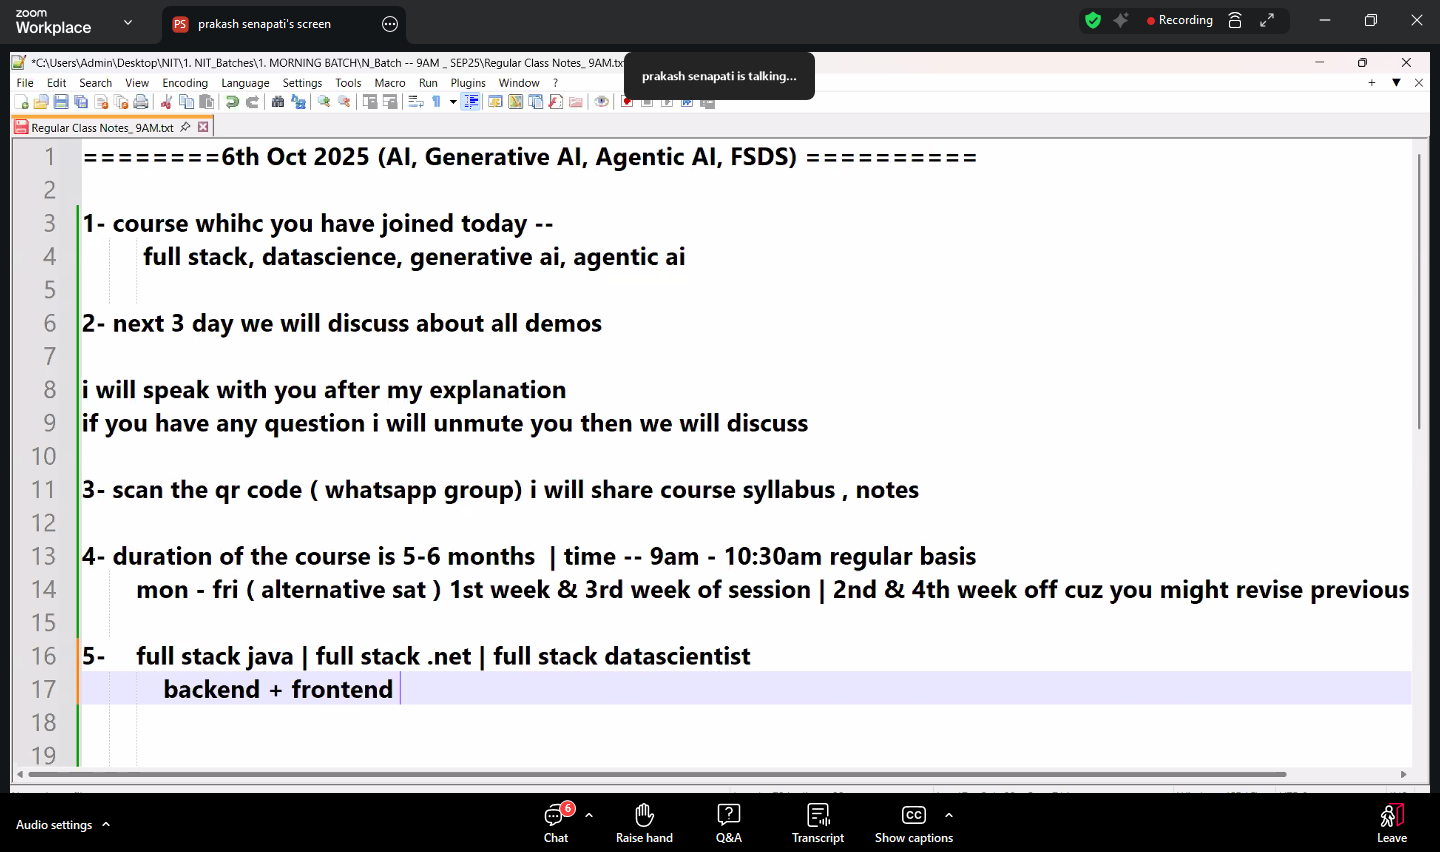 zoom
Workplace
PS prakash senapati's screen
Recording
*C:\Users\Admin\Desktop\NIT\1. NIT_Batches\1. MORNING BATCH\N_Batch -- 9AM _ SEP25\Regular Class Notes_ 9AM.txt
prakash senapati is talking...
File Edit Search View Encoding Language Settings Tools Macro Run Plugins Window ?
Regular Class Notes_ 9AM.txt
1 ========6th Oct 2025 (AI, Generative AI, Agentic AI, FSDS) ==========
2
3 1- course whihc you have joined today --
4 full stack, datascience, generative ai, agentic ai
5
6 2- next 3 day we will discuss about all demos
7
8 i will speak with you after my explanation
9 if you have any question i will unmute you then we will discuss
10
11 3- scan the qr code ( whatsapp group) i will share course syllabus , notes
12
13 4- duration of the course is 5-6 months | time -- 9am - 10:30am regular basis
14 mon - fri ( alternative sat ) 1st week & 3rd week of session | 2nd & 4th week off cuz you might revise previous
15
16 5- full stack java | full stack .net | full stack datascientist
17 backend + frontend
18
19
Audio settings
6
Chat
Raise hand
Q&A
Transcript
CC
Show captions
Leave